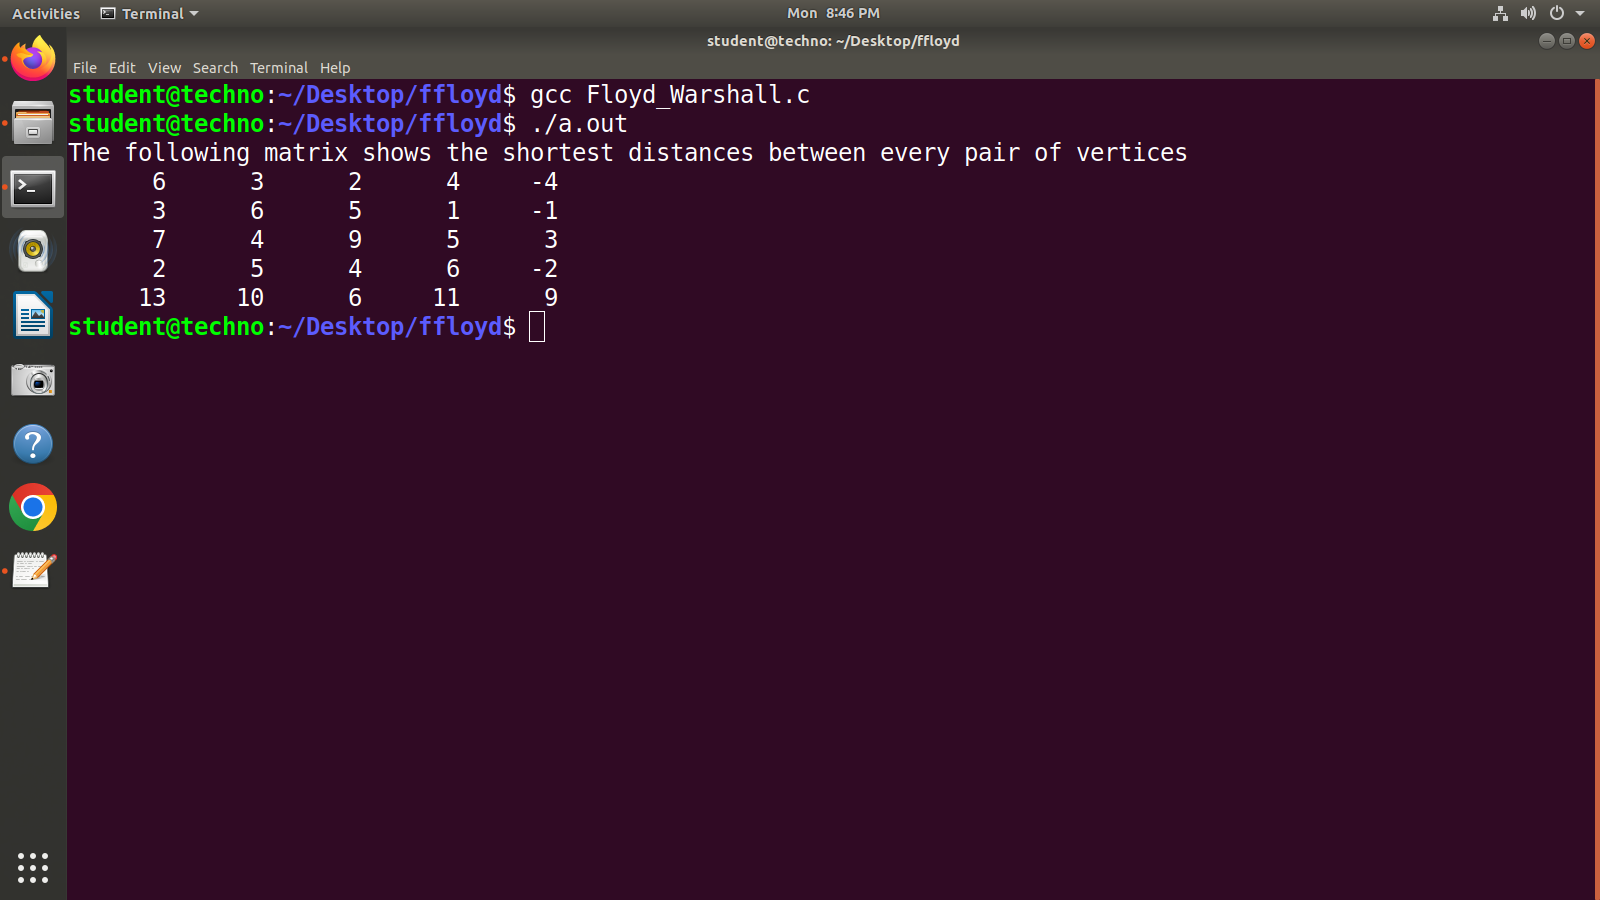 Activities Terminal Mon 8:46 PM
student@techno: ~/Desktop/ffloyd
File Edit View Search Terminal Help
student@techno:~/Desktop/ffloyd$ gcc Floyd_Warshall.c
student@techno:~/Desktop/ffloyd$ ./a.out
The following matrix shows the shortest distances between every pair of vertices
6 3 2 4 -4
3 6 5 1 -1
7 4 9 5 3
2 5 4 6 -2
13 10 6 11 9
student@techno:~/Desktop/ffloyd$